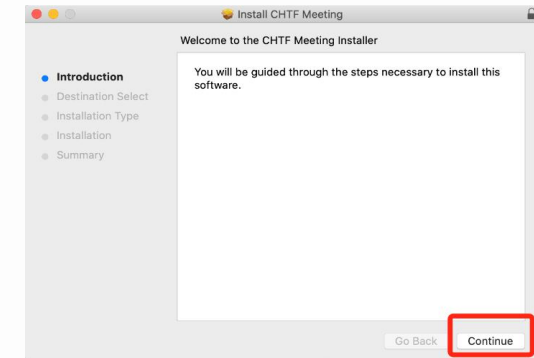 Install CHTF Meeting
Welcome to the CHTF Meeting Installer
Introduction
Destination Select
Installation Type
Installation
Summary
You will be guided through the steps necessary to install this
software.
Go Back
Continue